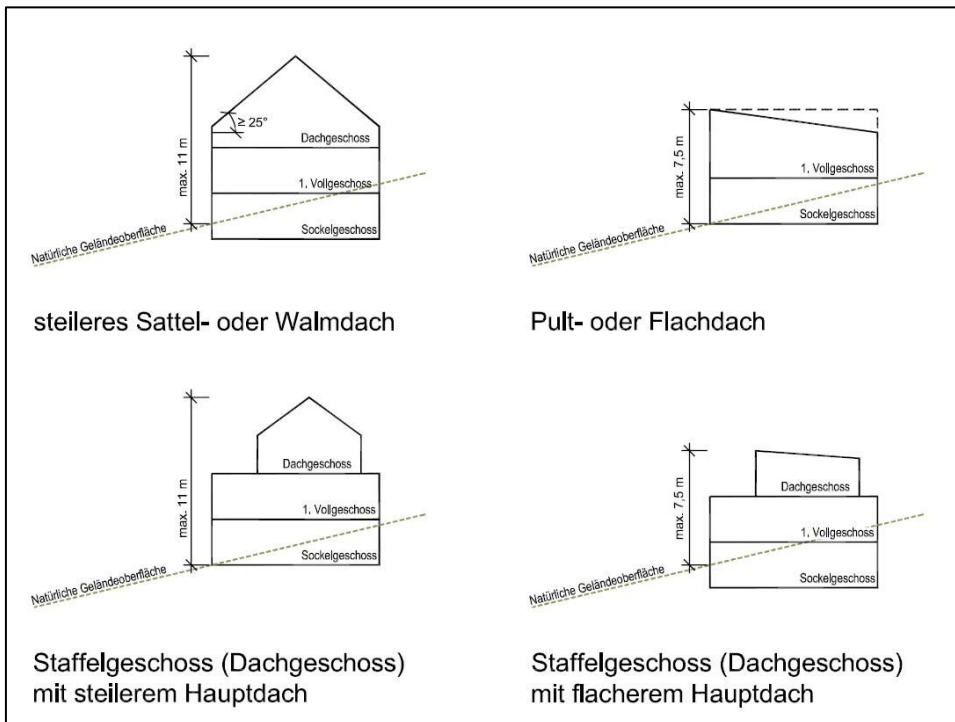 max. 11 m
≥ 25°
Dachgeschoss
1. Vollgeschoss
Sockelgeschoss
Natürliche Geländeoberfläche
steileres Sattel- oder Walmdach
max. 7,5 m
1. Vollgeschoss
Sockelgeschoss
Natürliche Geländeoberfläche
Pult- oder Flachdach
max. 11 m
Dachgeschoss
1. Vollgeschoss
Sockelgeschoss
Natürliche Geländeoberfläche
Staffelgeschoss (Dachgeschoss)
mit steilerem Hauptdach
max. 7,5 m
Dachgeschoss
1. Vollgeschoss
Sockelgeschoss
Natürliche Geländeoberfläche
Staffelgeschoss (Dachgeschoss)
mit flacherem Hauptdach